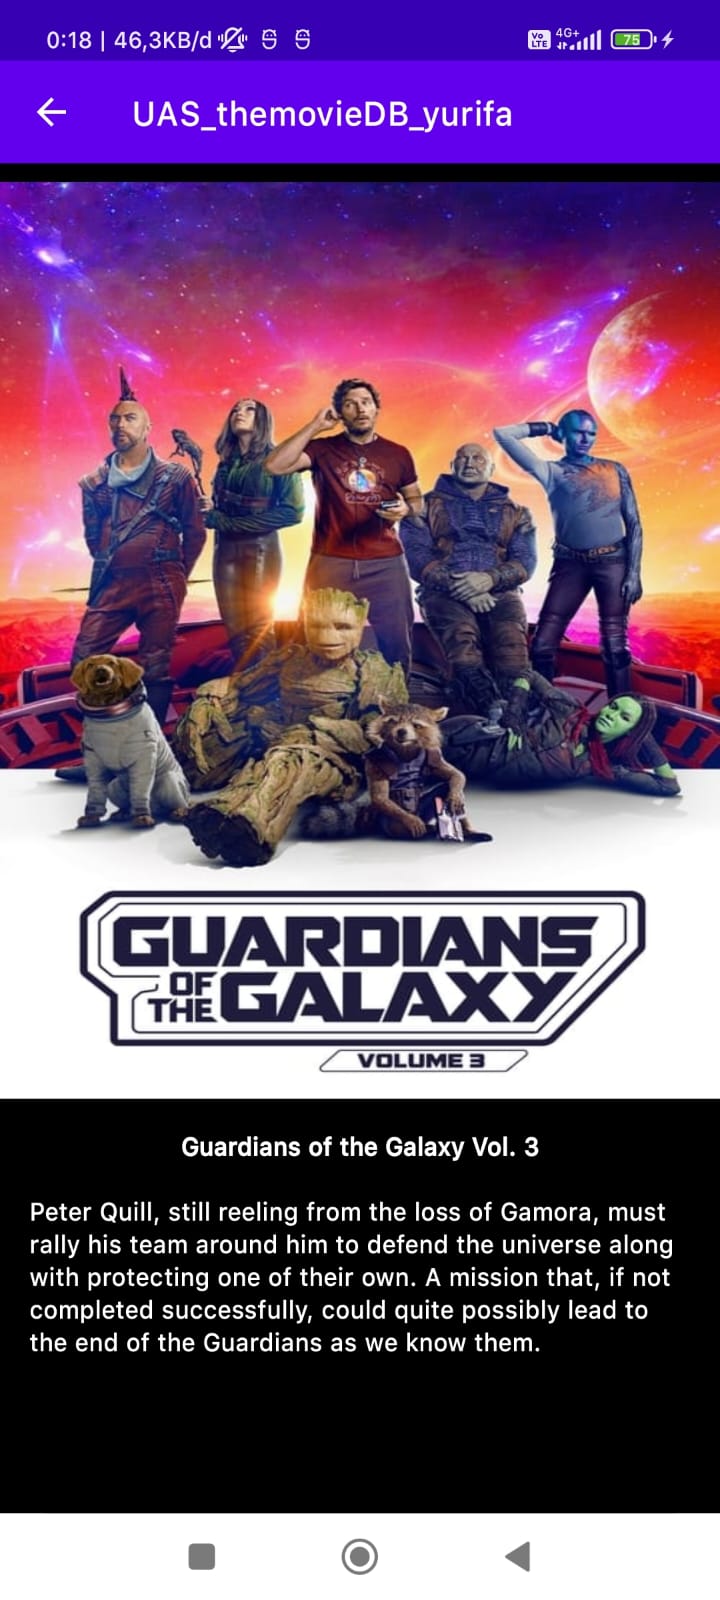 0:18 | 46,3KB/d
Vo LTE 4G+ 75
UAS_themovieDB_yurifa
GUARDIANS
OF THE GALAXY
VOLUME 3
Guardians of the Galaxy Vol. 3
Peter Quill, still reeling from the loss of Gamora, must
rally his team around him to defend the universe along
with protecting one of their own. A mission that, if not
completed successfully, could quite possibly lead to
the end of the Guardians as we know them.